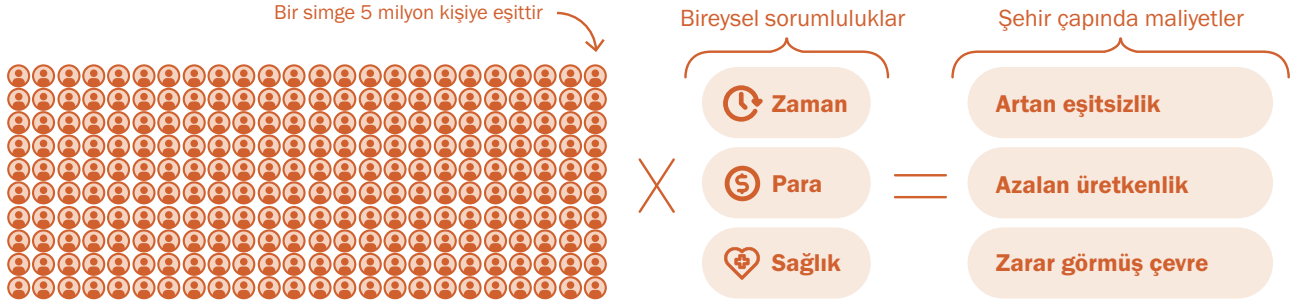 Bir simge 5 milyon kişiye eşittir
Bireysel sorumluluklar
Şehir çapında maliyetler
Zaman
Artan eşitsizlik
Para
Azalan üretkenlik
Sağlık
Zarar görmüş çevre